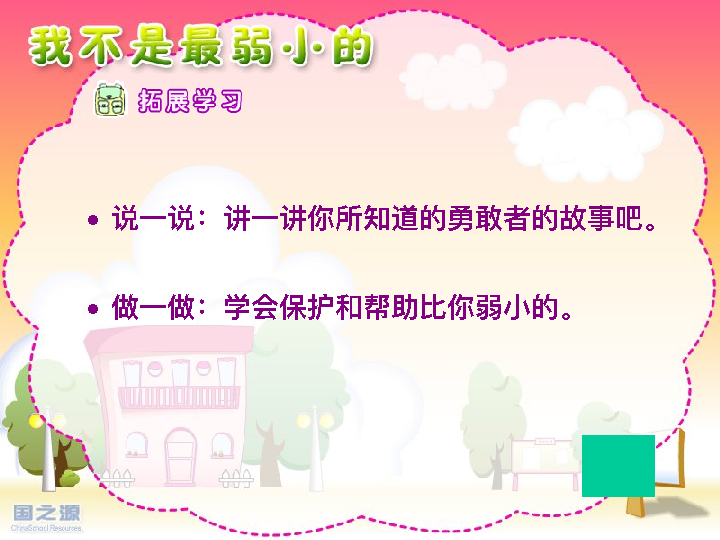 我不是最弱小的
拓展学习
• 说一说：讲一讲你所知道的勇敢者的故事吧。
• 做一做：学会保护和帮助比你弱小的。
国之源
ChinaSchool Resources